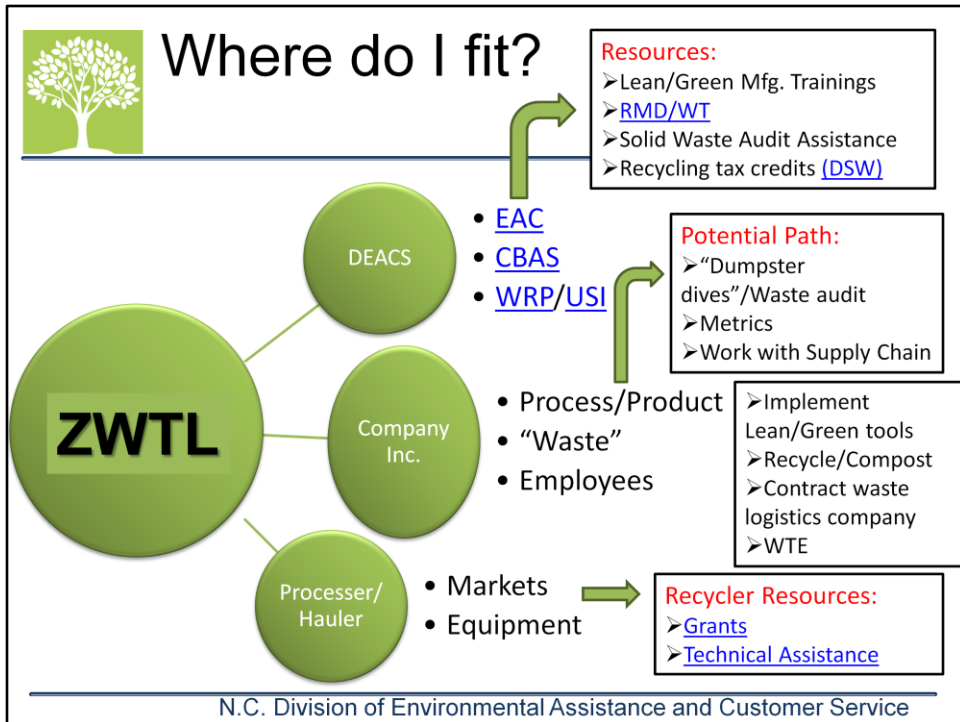 Where do I fit?
Resources:
➢Lean/Green Mfg. Trainings
➢RMD/WT
➢Solid Waste Audit Assistance
➢Recycling tax credits (DSW)
DEACS
• EAC
• CBAS
• WRP/USI
Potential Path:
➢“Dumpster
dives”/Waste audit
➢Metrics
➢Work with Supply Chain
ZWTL
Company
Inc.
• Process/Product
• “Waste”
• Employees
➢Implement
Lean/Green tools
➢Recycle/Compost
➢Contract waste
logistics company
➢WTE
Processer/
Hauler
• Markets
• Equipment
Recycler Resources:
➢Grants
➢Technical Assistance
N.C. Division of Environmental Assistance and Customer Service